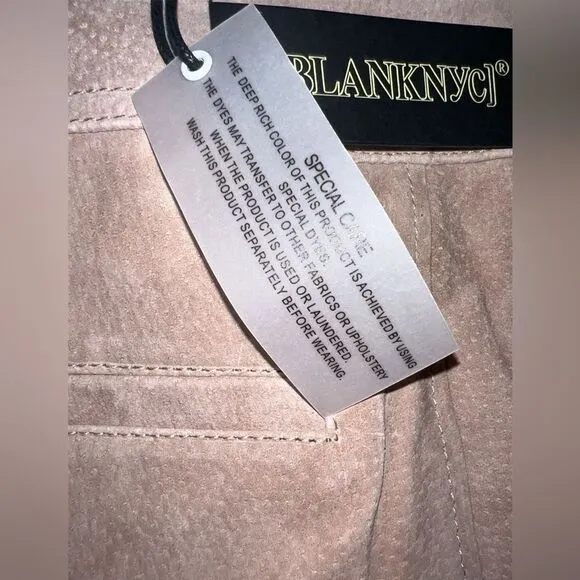 [BLANKNYC]®
SPECIAL CARE
THE DEEP RICH COLOR OF THIS PRODUCT IS ACHIEVED BY USING
SPECIAL DYES.
THE DYES MAY TRANSFER TO OTHER FABRICS OR UPHOLSTERY
WHEN THE PRODUCT IS USED OR LAUNDERED.
WASH THIS PRODUCT SEPARATELY BEFORE WEARING.